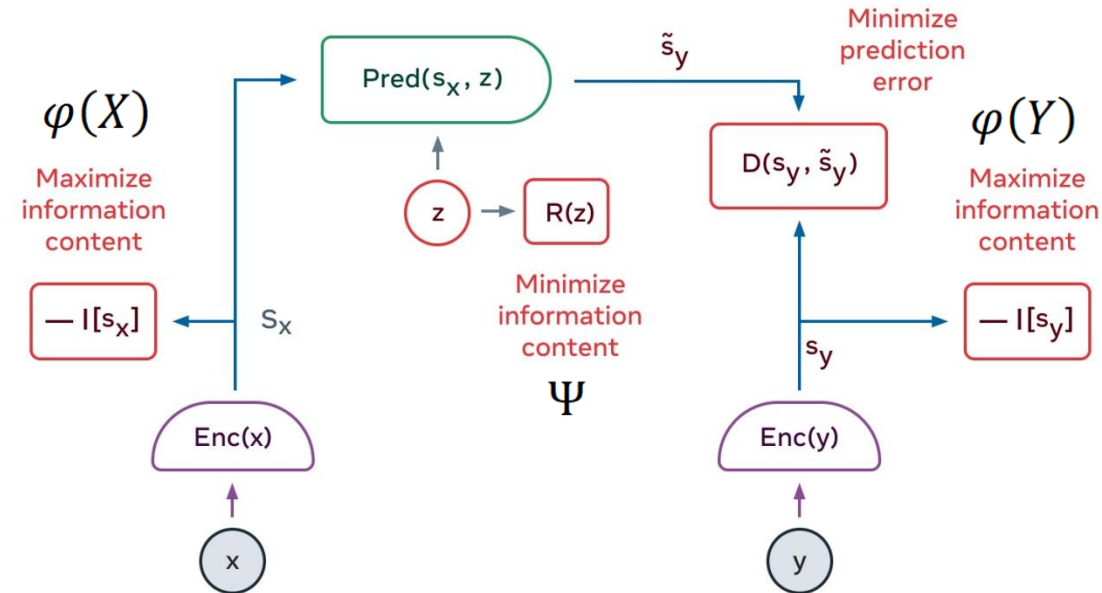 Minimize
prediction
error
Pred(sₓ, z)
s̃y
φ(X)
Maximize
information
content
D(sy, s̃y)
φ(Y)
Maximize
information
content
z
R(z)
Minimize
information
content
Ψ
— I[sₓ]
Sₓ
sy
— I[sy]
Enc(x)
Enc(y)
x
y